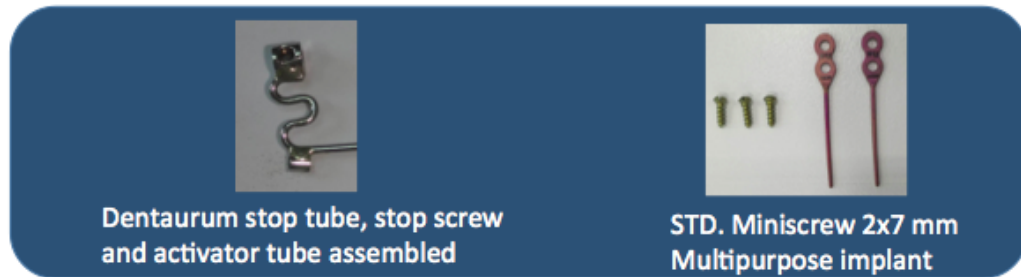 Dentaurum stop tube, stop screw
and activator tube assembled
STD. Miniscrew 2x7 mm
Multipurpose implant